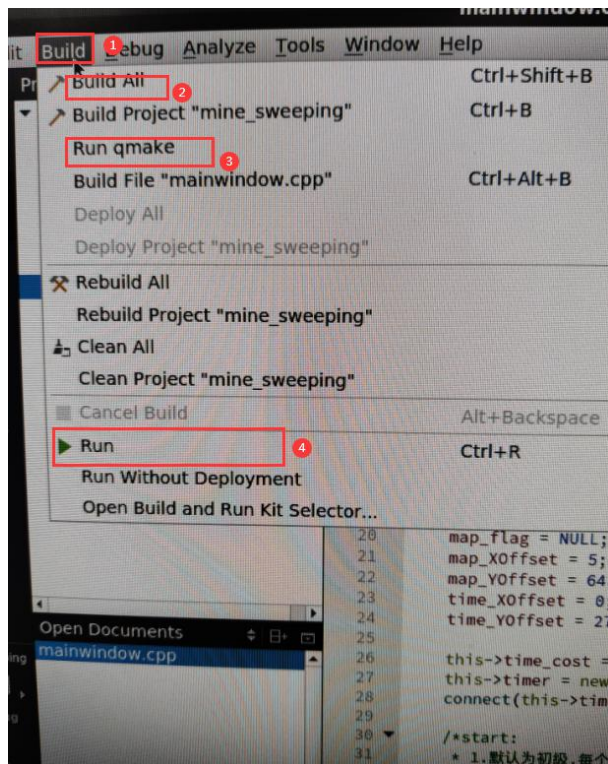 mainwindow.c
it Build 1 Debug Analyze Tools Window Help
Pr Build All Ctrl+Shift+B
2
Build Project "mine_sweeping" Ctrl+B
Run qmake
3
Build File "mainwindow.cpp" Ctrl+Alt+B
Deploy All
Deploy Project "mine_sweeping"
Rebuild All
Rebuild Project "mine_sweeping"
Clean All
Clean Project "mine_sweeping"
Cancel Build Alt+Backspace
Run 4 Ctrl+R
Run Without Deployment
Open Build and Run Kit Selector...
20 map_flag = NULL;
21 map_XOffset = 5;
22 map_YOffset = 64
23 time_XOffset = 0
24 time_YOffset = 27
25
Open Documents
26 this->time_cost =
mainwindow.cpp
27 this->timer = new
28 connect(this->tim
29
30 /*start:
31 * 1.默认为初级,每个